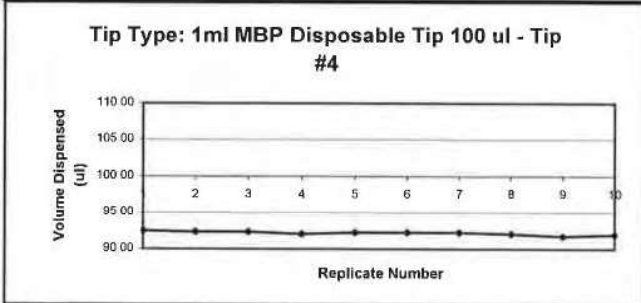 Tip Type: 1ml MBP Disposable Tip 100 ul - Tip
#4
Volume Dispensed
(ul)
110 00
105 00
100 00
95 00
90 00
2 3 4 5 6 7 8 9 10
Replicate Number